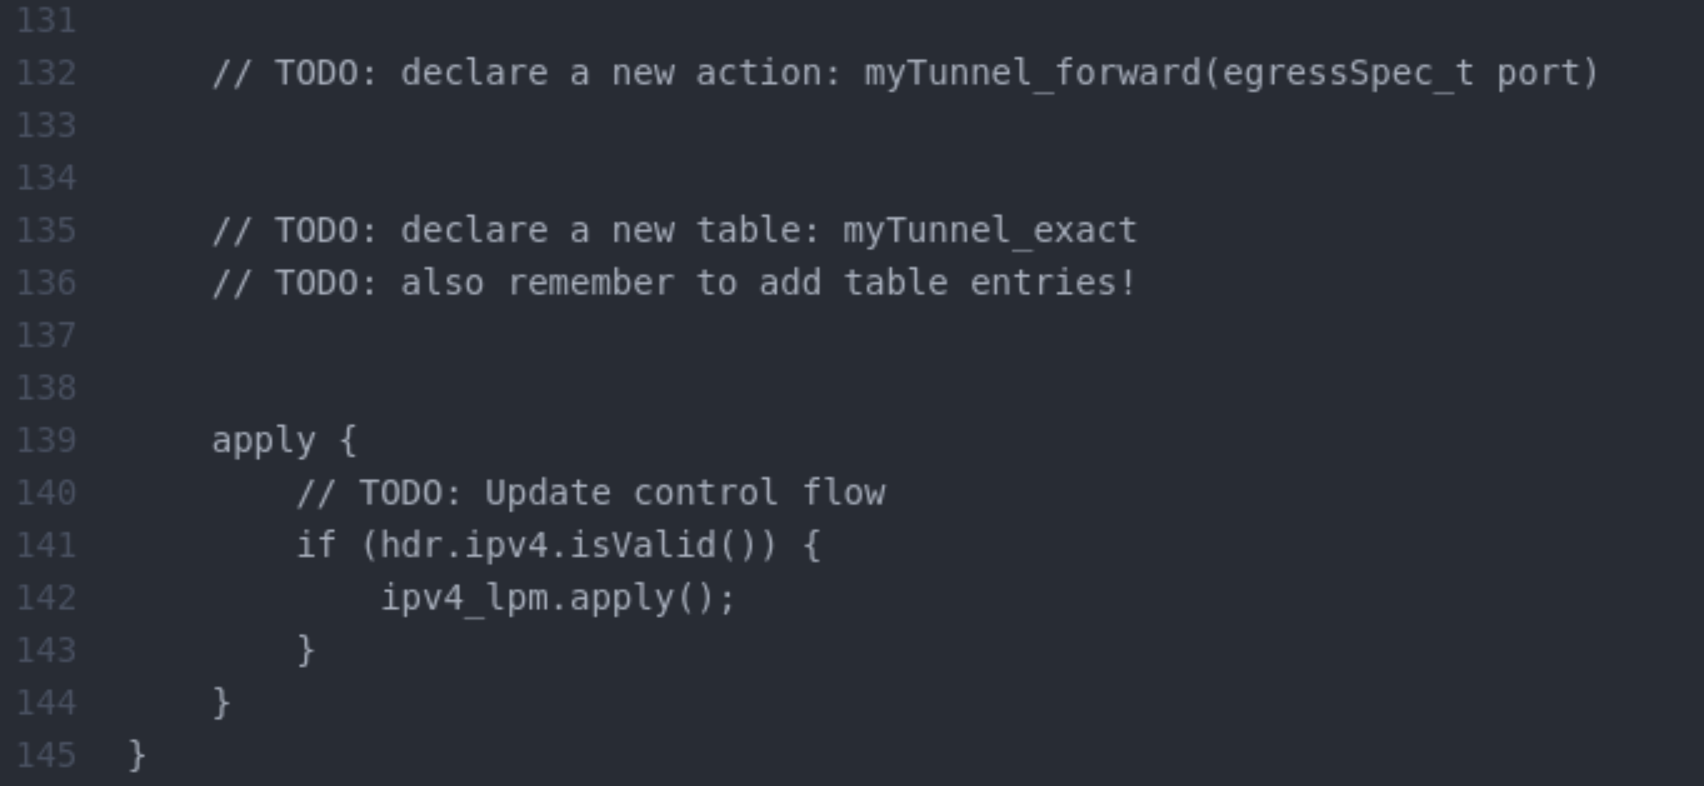 131
132 // TODO: declare a new action: myTunnel_forward(egressSpec_t port)
133
134
135 // TODO: declare a new table: myTunnel_exact
136 // TODO: also remember to add table entries!
137
138
139 apply {
140 // TODO: Update control flow
141 if (hdr.ipv4.isValid()) {
142 ipv4_lpm.apply();
143 }
144 }
145 }